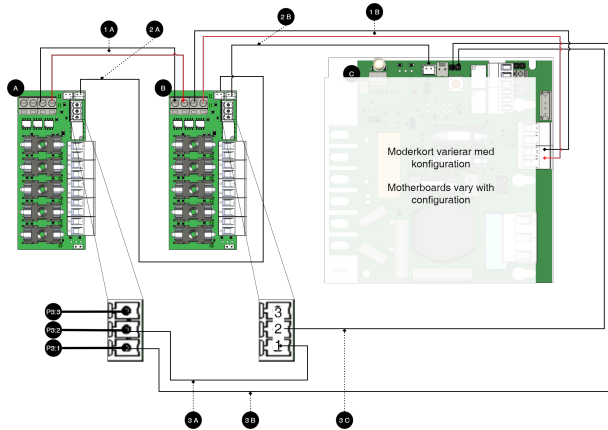 1 A
2 A
2 B
1 B
A
B
C
Moderkort varierar med
konfiguration
Motherboards vary with
configuration
P3:3
P3:2
P3:1
3
2
1
3 A
3 B
3 C